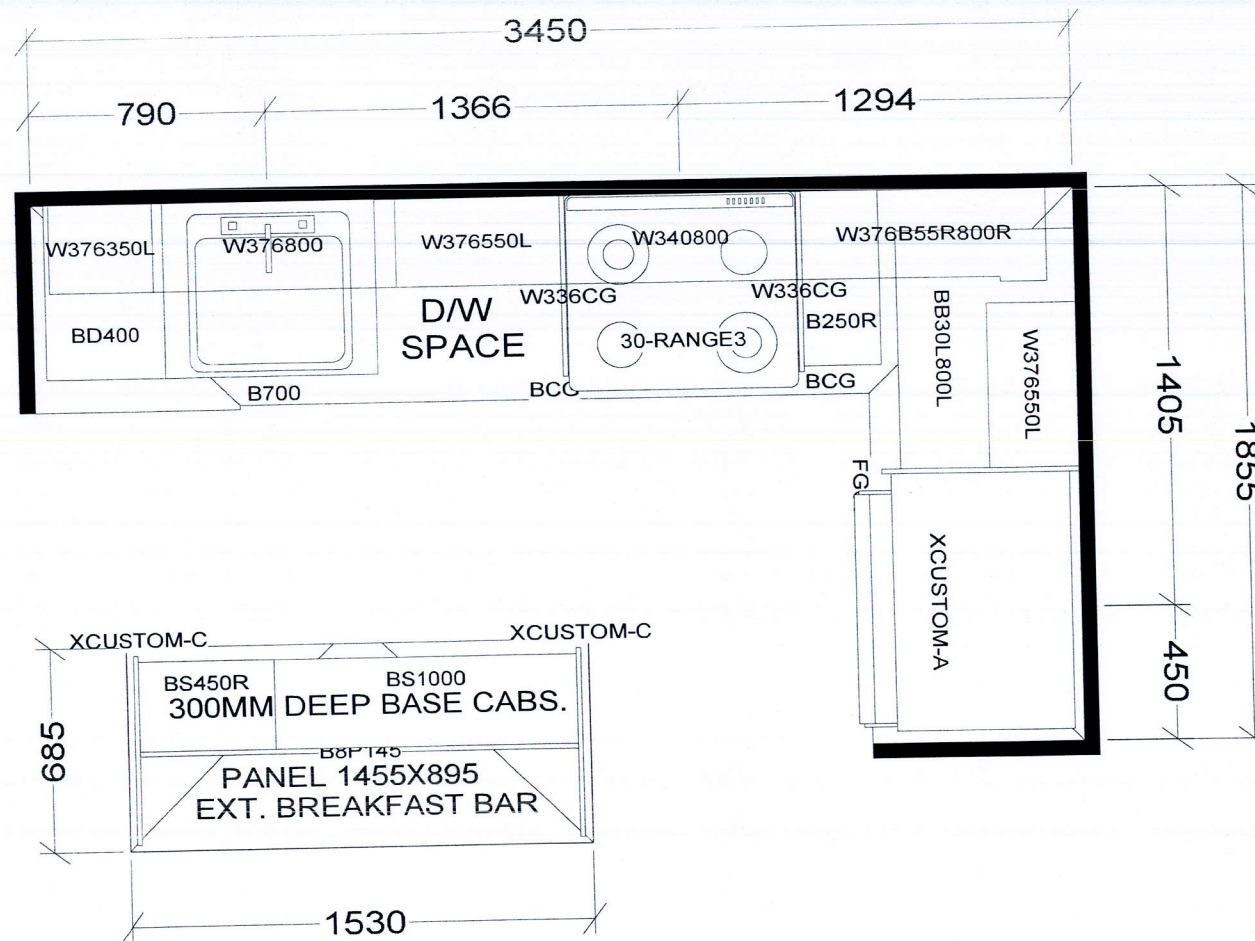 3450
790
1366
1294
W376350L
W376800
W376550L
W340800
W376B55R800R
W336CG
W336CG
D/W
SPACE
BD400
30-RANGE3
B250R
BB30L800L
W376550L
B700
BCG
BCG
1405
1855
FG
XCUSTOM-A
450
XCUSTOM-C
XCUSTOM-C
BS450R
BS1000
300MM DEEP BASE CABS.
685
PANEL 1455X895
EXT. BREAKFAST BAR
1530